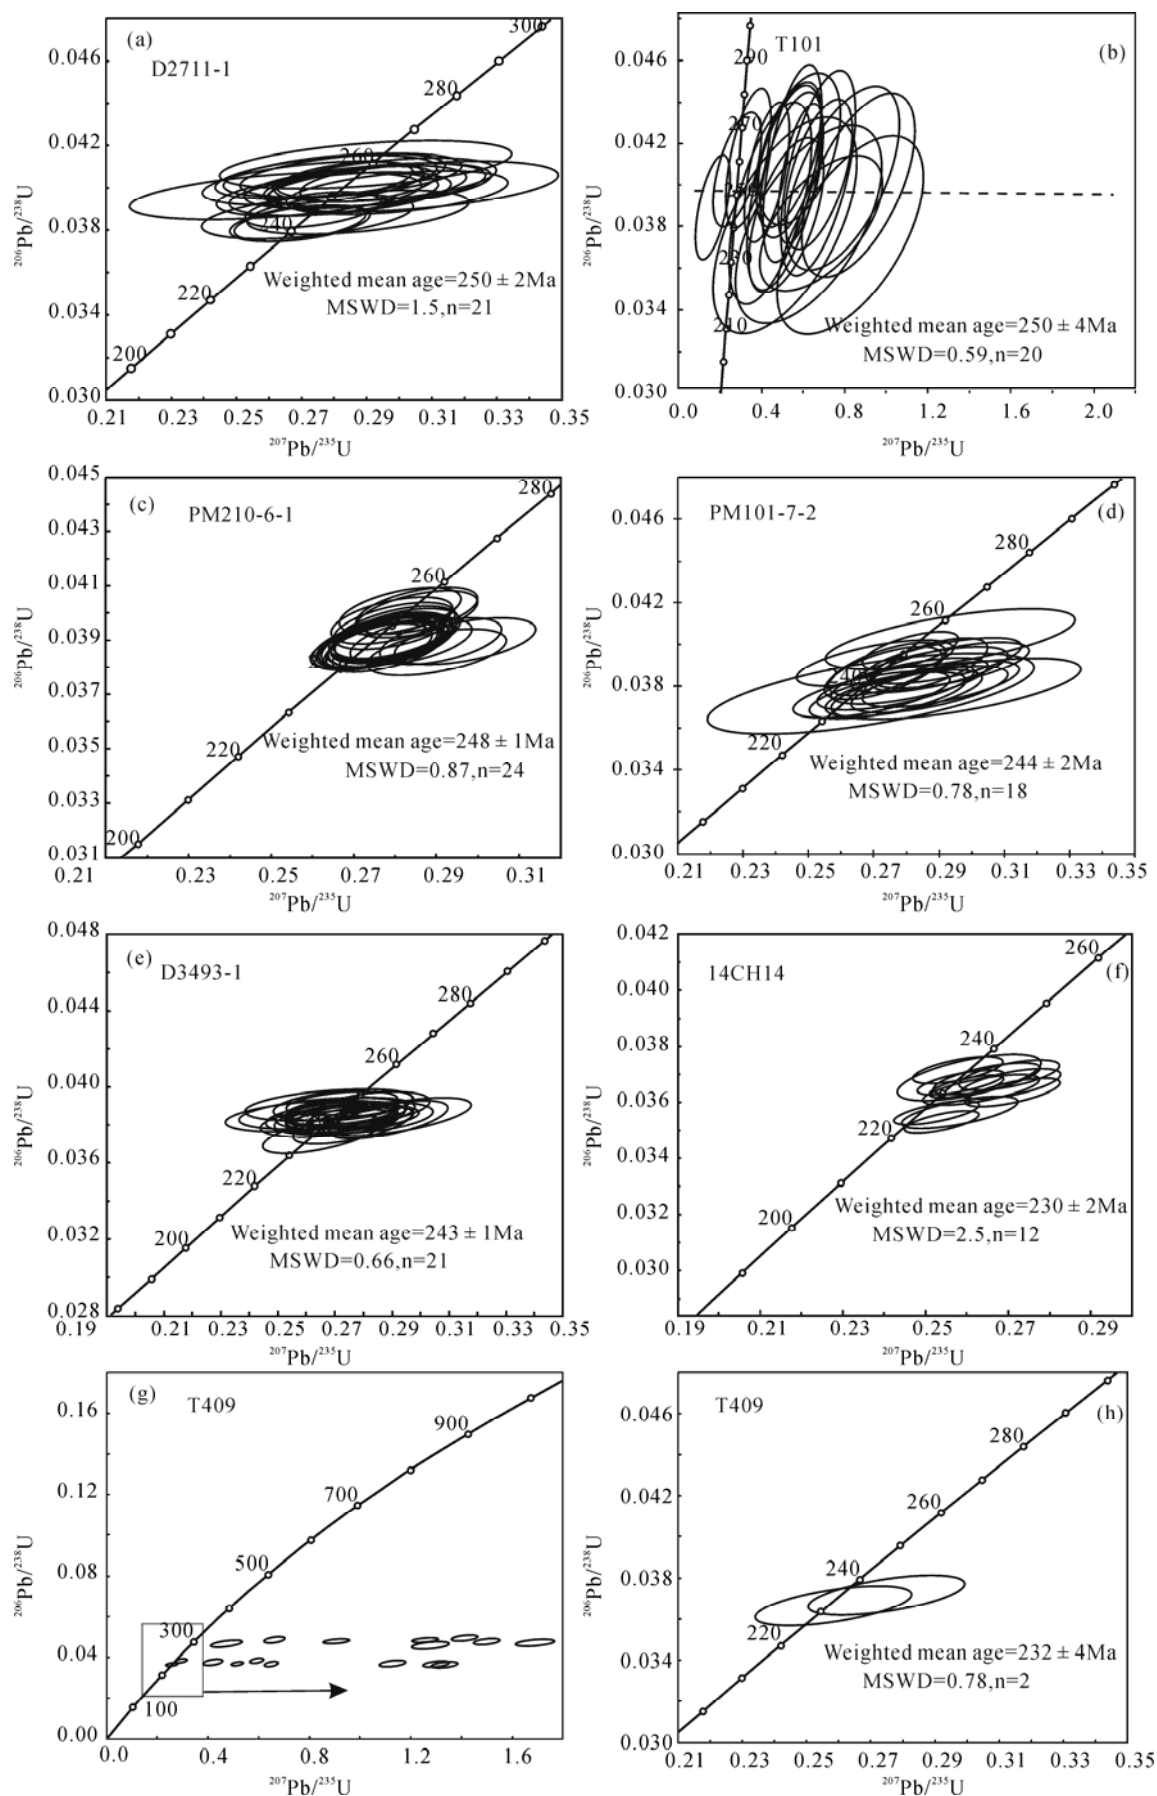 (a)
D2711-1
300
280
260
240
220
200
0.046
0.042
0.038
0.034
0.030
0.21 0.23 0.25 0.27 0.29 0.31 0.33 0.35
²⁰⁶Pb/²³⁸U
²⁰⁷Pb/²³⁵U
Weighted mean age=250 ± 2Ma
MSWD=1.5,n=21
(b)
T101
290
270
230
210
0.046
0.042
0.038
0.034
0.030
0.0 0.4 0.8 1.2 1.6 2.0
²⁰⁶Pb/²³⁸U
²⁰⁷Pb/²³⁵U
Weighted mean age=250 ± 4Ma
MSWD=0.59,n=20
(c)
PM210-6-1
280
260
220
200
0.045
0.043
0.041
0.039
0.037
0.035
0.033
0.031
0.21 0.23 0.25 0.27 0.29 0.31
²⁰⁶Pb/²³⁸U
²⁰⁷Pb/²³⁵U
Weighted mean age=248 ± 1Ma
MSWD=0.87,n=24
(d)
PM101-7-2
280
260
220
0.046
0.042
0.038
0.034
0.030
0.21 0.23 0.25 0.27 0.29 0.31 0.33 0.35
²⁰⁶Pb/²³⁸U
²⁰⁷Pb/²³⁵U
Weighted mean age=244 ± 2Ma
MSWD=0.78,n=18
(e)
D3493-1
280
260
220
200
0.048
0.044
0.040
0.036
0.032
0.028
0.19 0.21 0.23 0.25 0.27 0.29 0.31 0.33 0.35
²⁰⁶Pb/²³⁸U
²⁰⁷Pb/²³⁵U
Weighted mean age=243 ± 1Ma
MSWD=0.66,n=21
(f)
14CH14
260
240
220
200
0.042
0.040
0.038
0.036
0.034
0.032
0.030
0.19 0.21 0.23 0.25 0.27 0.29
²⁰⁶Pb/²³⁸U
²⁰⁷Pb/²³⁵U
Weighted mean age=230 ± 2Ma
MSWD=2.5,n=12
(g)
T409
900
700
500
300
100
0.16
0.12
0.08
0.04
0.00
0.0 0.4 0.8 1.2 1.6
²⁰⁶Pb/²³⁸U
²⁰⁷Pb/²³⁵U
(h)
T409
280
260
240
220
0.046
0.042
0.038
0.034
0.030
0.21 0.23 0.25 0.27 0.29 0.31 0.33 0.35
²⁰⁶Pb/²³⁸U
²⁰⁷Pb/²³⁵U
Weighted mean age=232 ± 4Ma
MSWD=0.78,n=2